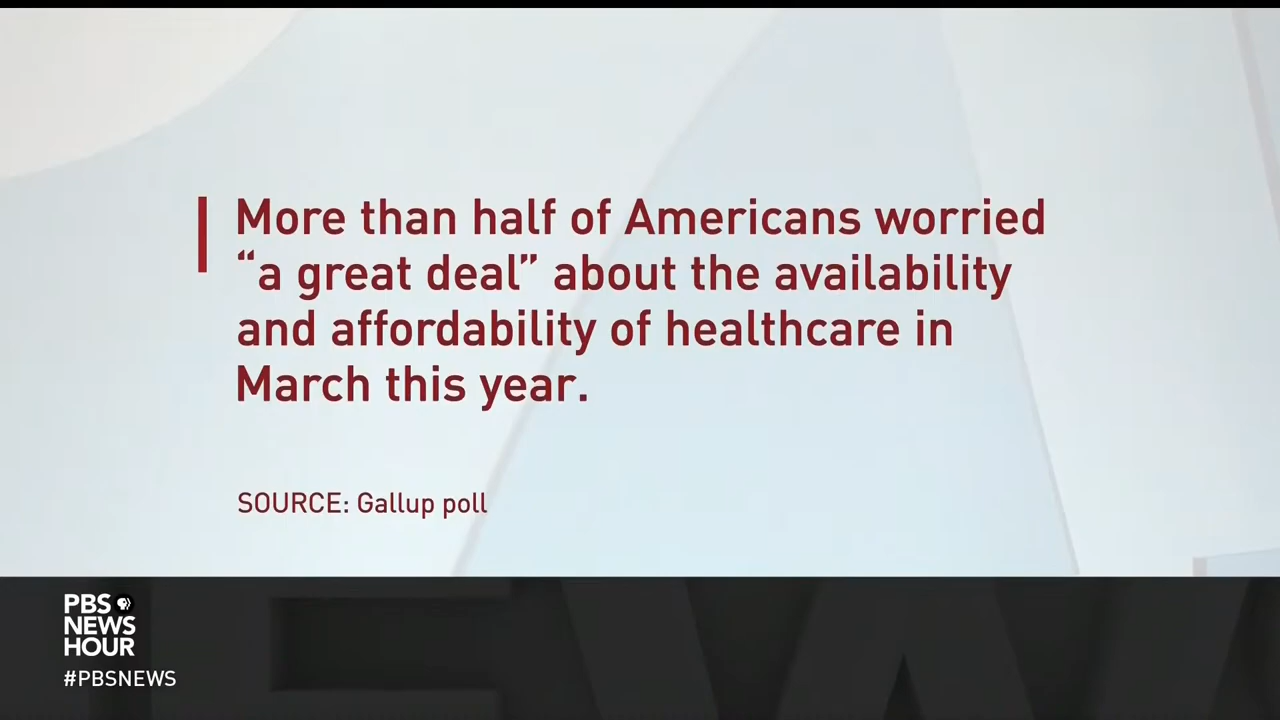 More than half of Americans worried
“a great deal” about the availability
and affordability of healthcare in
March this year.
SOURCE: Gallup poll
PBS
NEWS
HOUR
#PBSNEWS